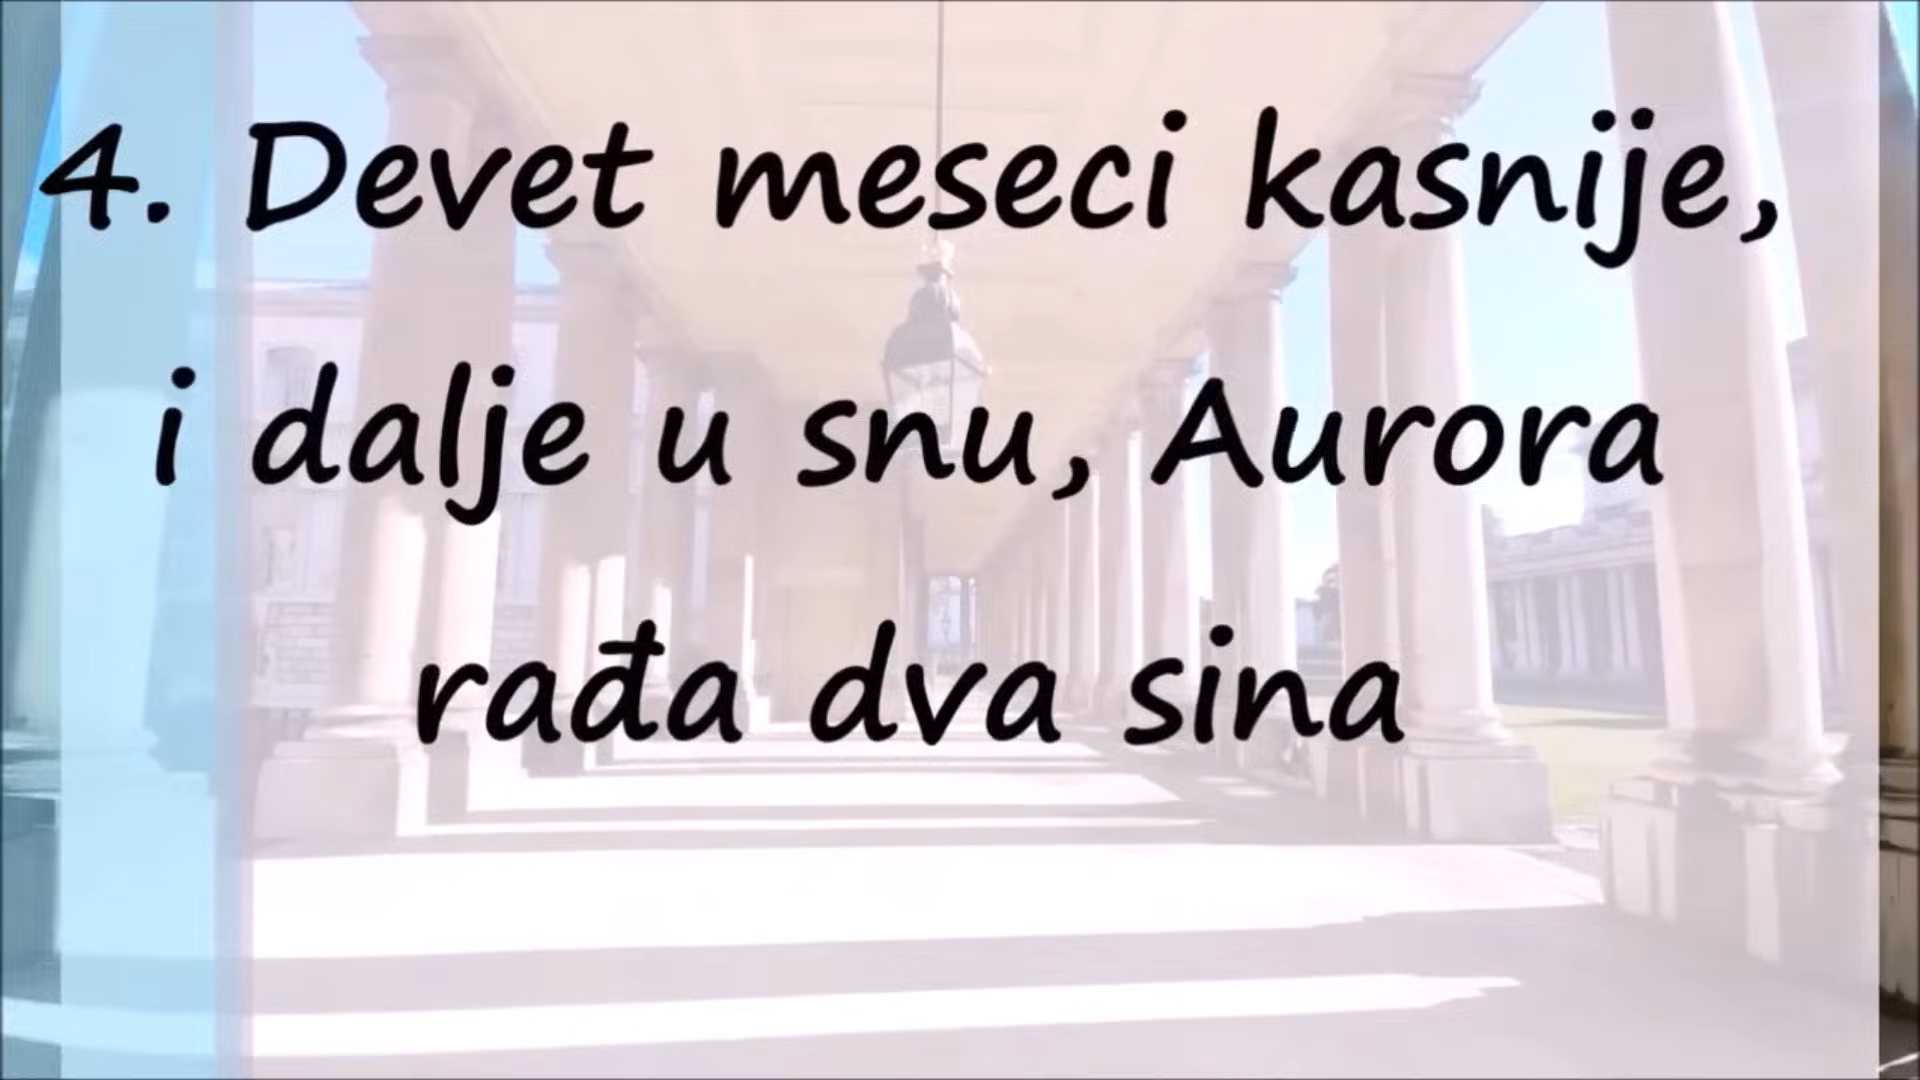 4. Devet meseci kasnije,
i dalje u snu, Aurora
rađa dva sina